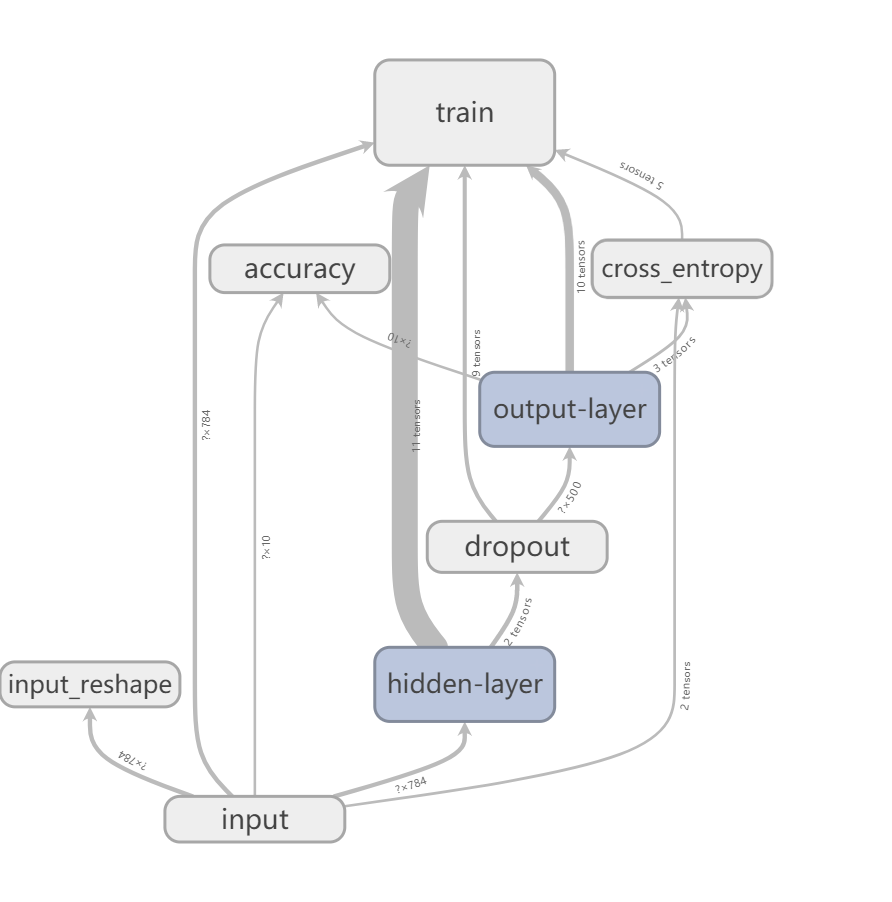 train
5 tensors
accuracy
10 tensors
cross_entropy
?×10
9 tensors
3 tensors
output-layer
?×784
11 tensors
?×500
?×10
dropout
2 tensors
input_reshape
hidden-layer
2 tensors
?×784
?×784
input